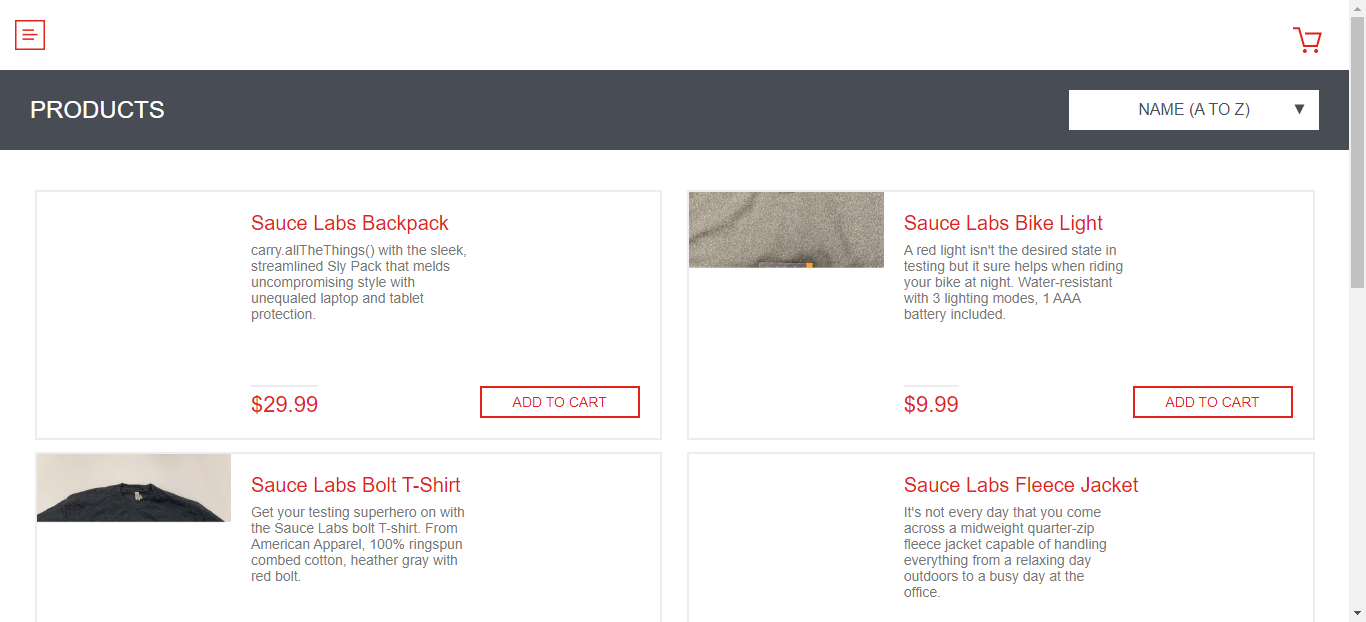 PRODUCTS
NAME (A TO Z)
Sauce Labs Backpack
carry.allTheThings() with the sleek,
streamlined Sly Pack that melds
uncompromising style with
unequaled laptop and tablet
protection.
$29.99
ADD TO CART
Sauce Labs Bike Light
A red light isn't the desired state in
testing but it sure helps when riding
your bike at night. Water-resistant
with 3 lighting modes, 1 AAA
battery included.
$9.99
ADD TO CART
Sauce Labs Bolt T-Shirt
Get your testing superhero on with
the Sauce Labs bolt T-shirt. From
American Apparel, 100% ringspun
combed cotton, heather gray with
red bolt.
Sauce Labs Fleece Jacket
It's not every day that you come
across a midweight quarter-zip
fleece jacket capable of handling
everything from a relaxing day
outdoors to a busy day at the
office.